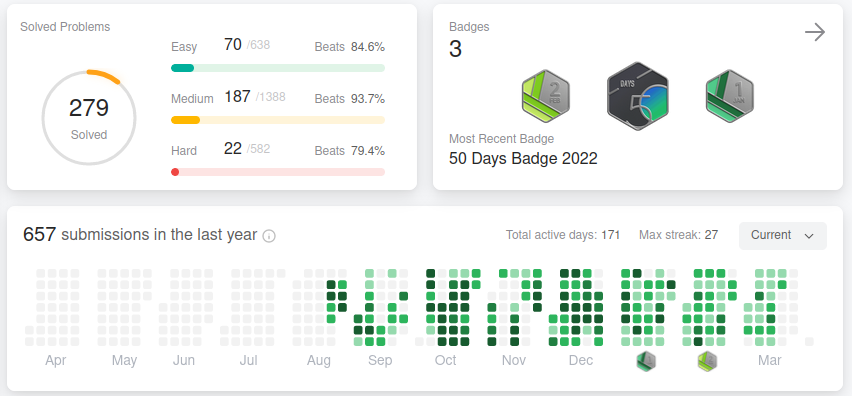 Solved Problems
279
Solved
Easy 70 /638 Beats 84.6%
Medium 187 /1388 Beats 93.7%
Hard 22 /582 Beats 79.4%
Badges
3
2
FEB
DAYS
50
1
JAN
Most Recent Badge
50 Days Badge 2022
657 submissions in the last year
Total active days: 171 Max streak: 27 Current
Apr May Jun Jul Aug Sep Oct Nov Dec Mar